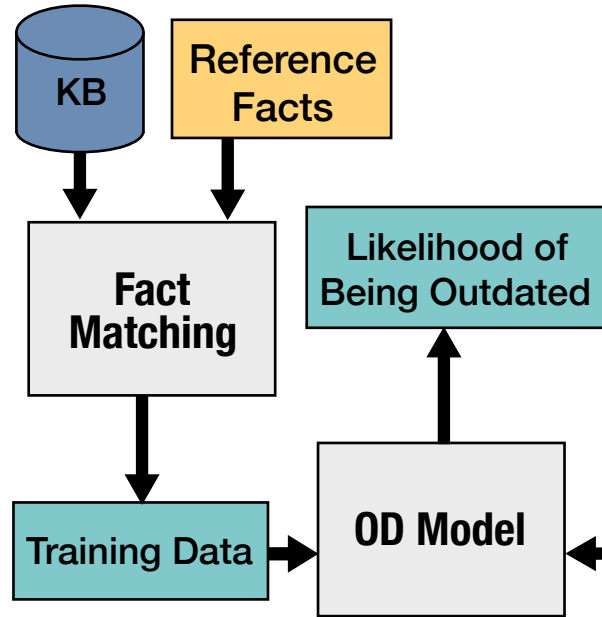 KB
Reference
Facts
Fact
Matching
Likelihood of
Being Outdated
Training Data
OD Model